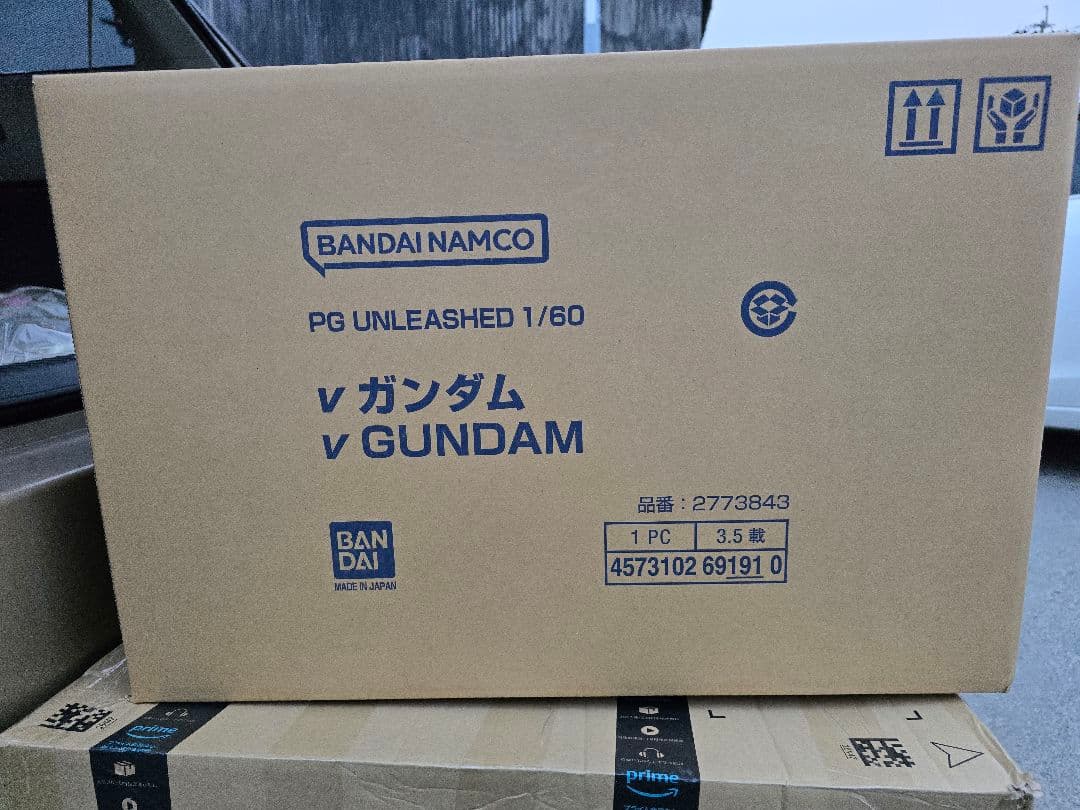 BANDAI NAMCO
PG UNLEASHED 1/60
ν ガンダム
ν GUNDAM
品番：2773843
1 PC
3.5 載
4573102 69191 0
BAN
DAI
MADE IN JAPAN
prime
prime